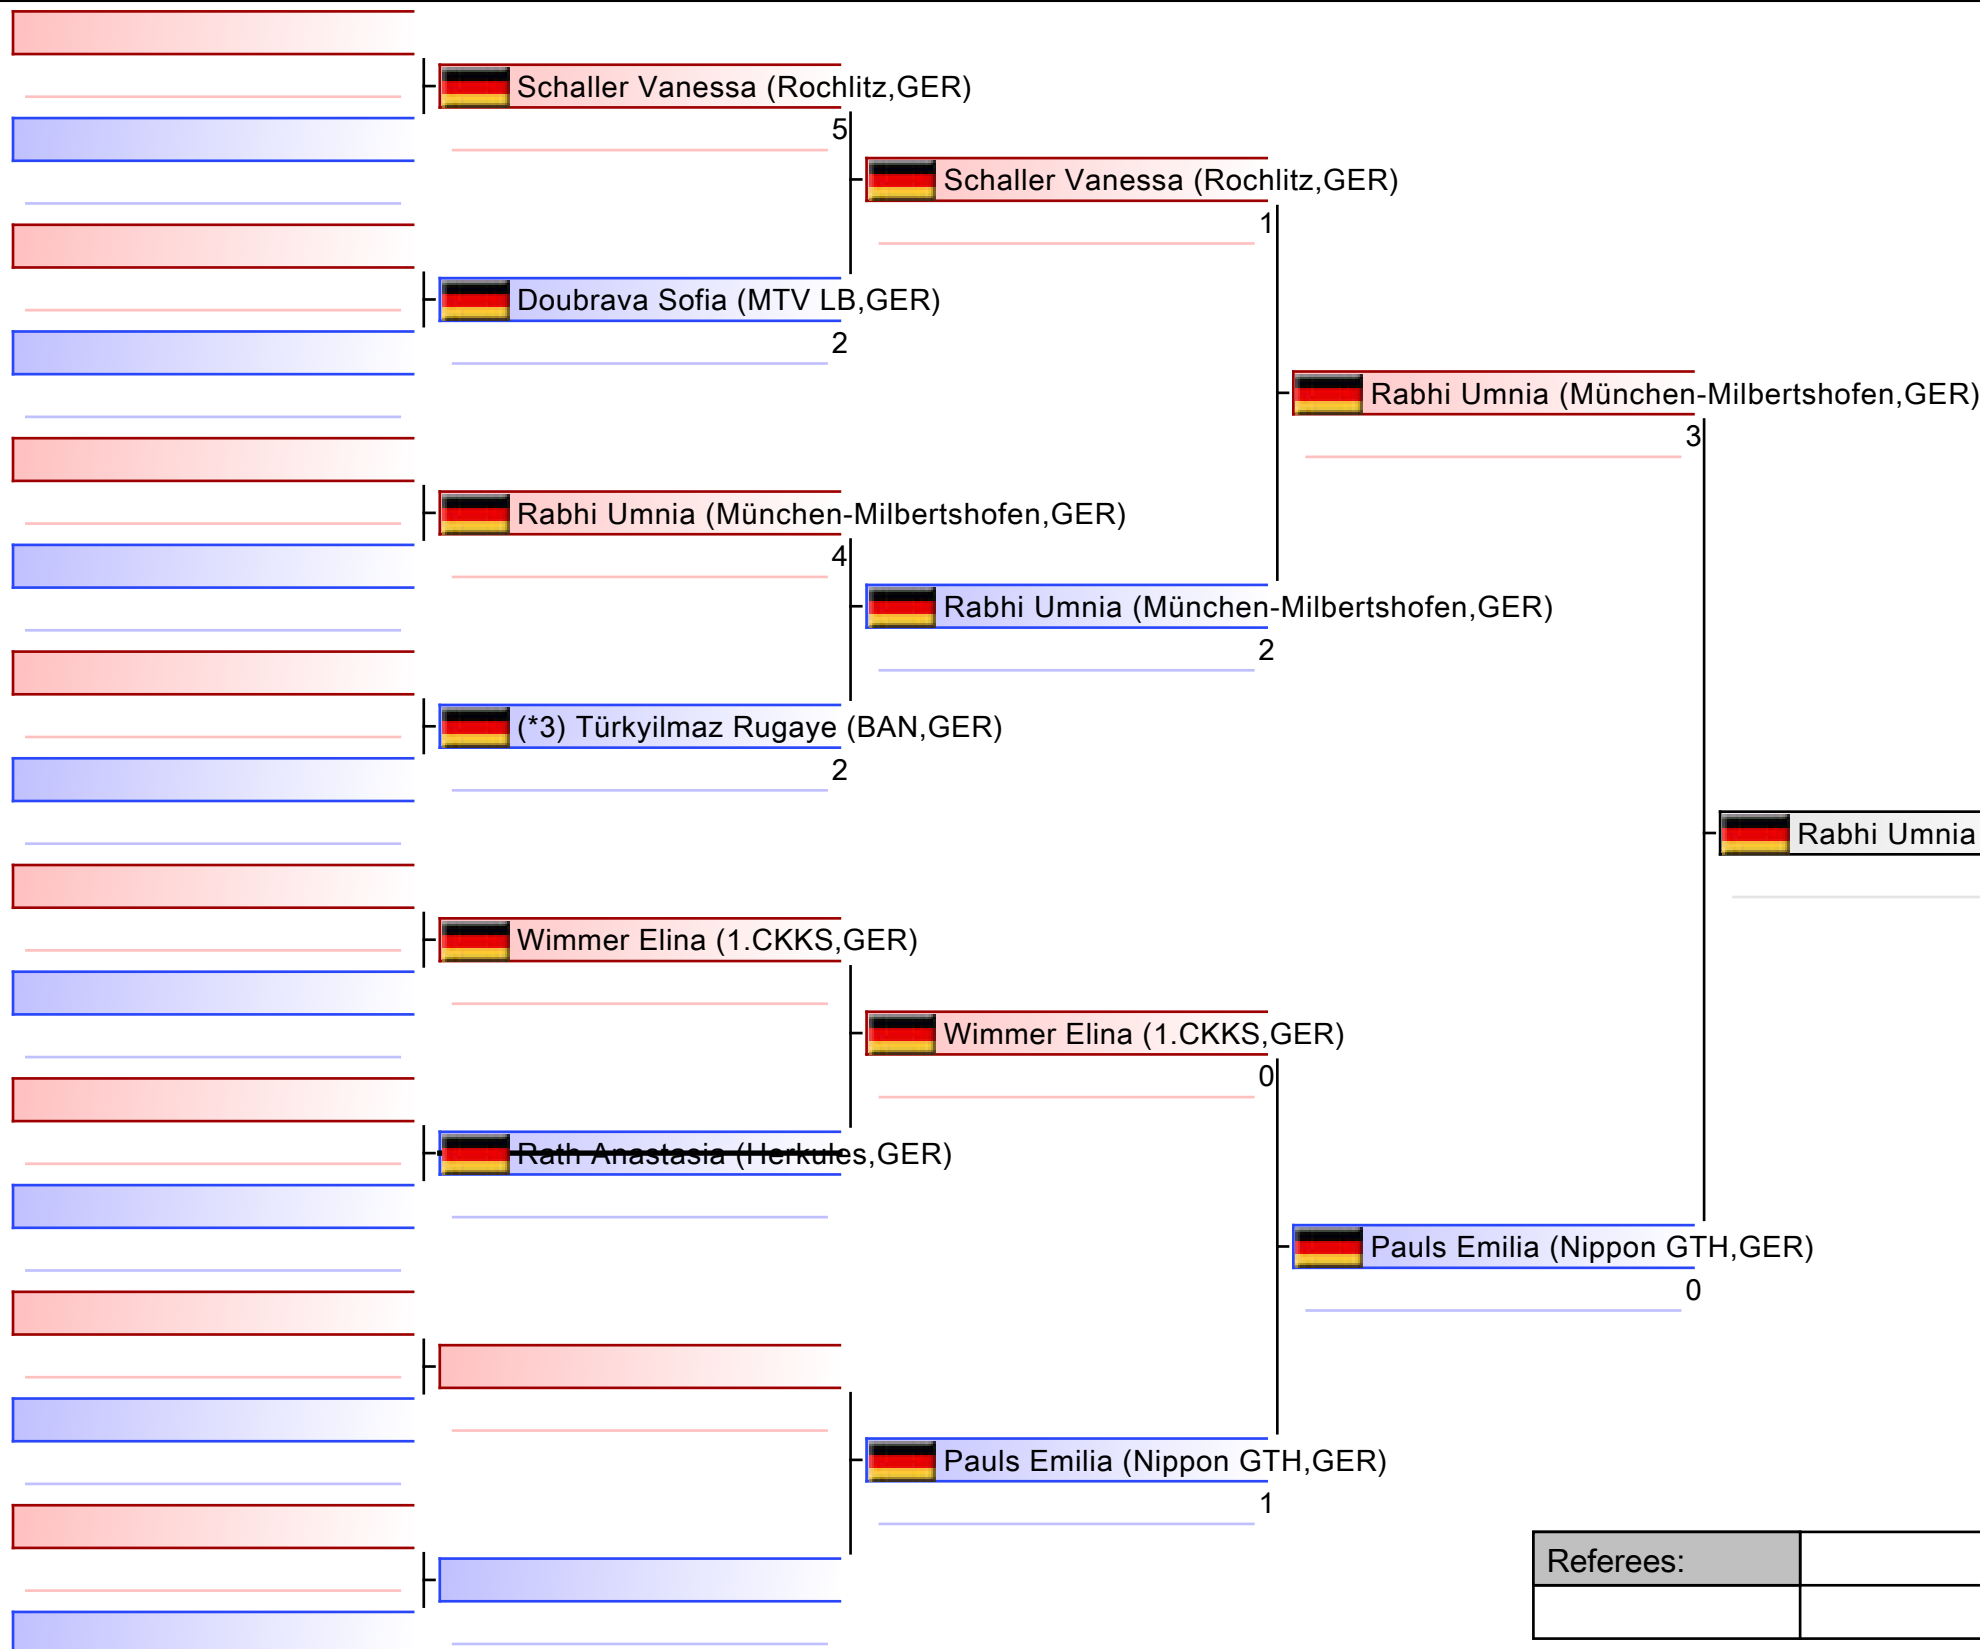 Schaller Vanessa (Rochlitz,GER)
5
Schaller Vanessa (Rochlitz,GER)
1
Doubrava Sofia (MTV LB,GER)
2
Rabhi Umnia (München-Milbertshofen,GER)
3
Rabhi Umnia (München-Milbertshofen,GER)
4
Rabhi Umnia (München-Milbertshofen,GER)
2
(*3) Türkyilmaz Rugaye (BAN,GER)
2
Rabhi Umnia
Wimmer Elina (1.CKKS,GER)
Wimmer Elina (1.CKKS,GER)
0
Rath Anastasia (Herkules,GER)
Pauls Emilia (Nippon GTH,GER)
0
Pauls Emilia (Nippon GTH,GER)
1
Referees: